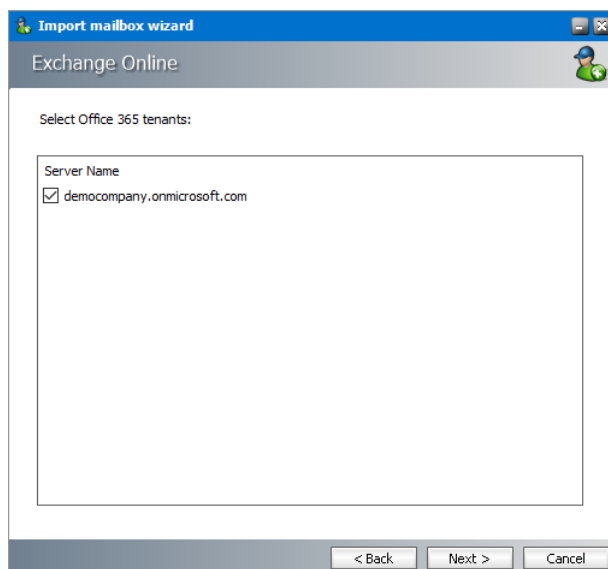 Import mailbox wizard
Exchange Online
Select Office 365 tenants:
Server Name
democompany.onmicrosoft.com
< Back Next > Cancel